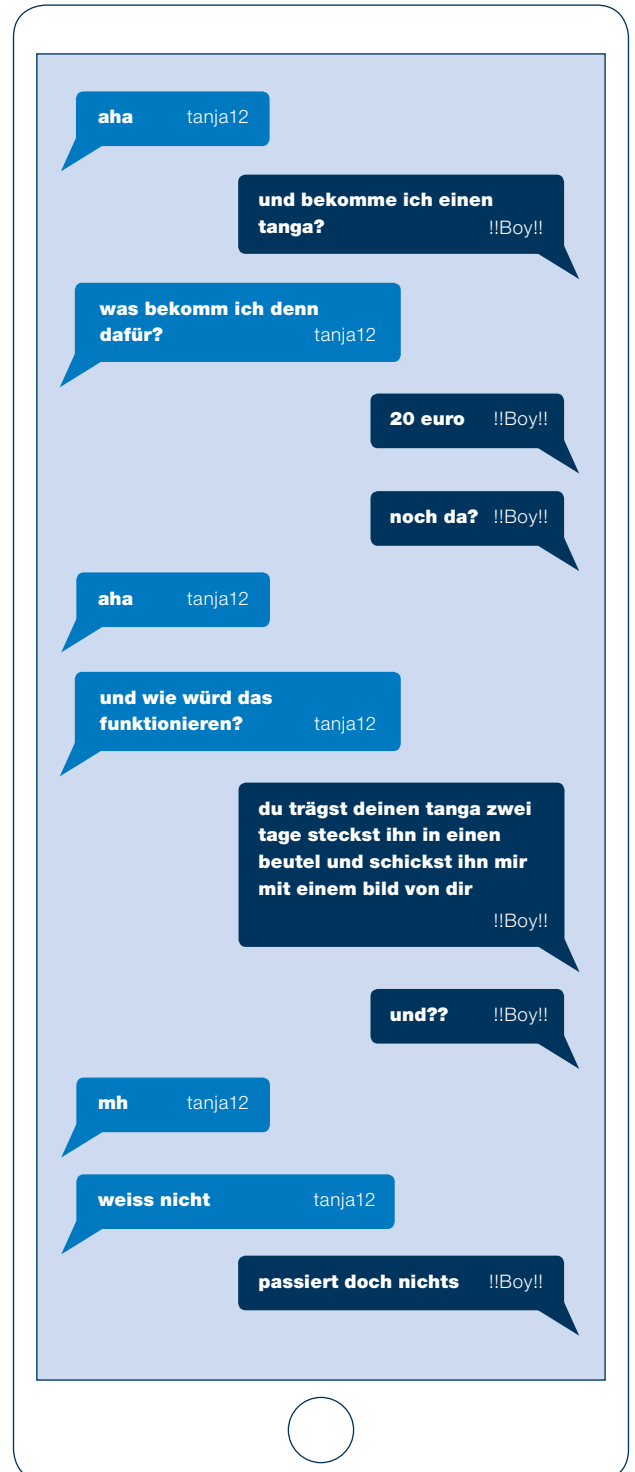 aha tanja12
und bekomme ich einen
tanga? !!Boy!!
was bekomm ich denn
dafür? tanja12
20 euro !!Boy!!
noch da? !!Boy!!
aha tanja12
und wie würd das
funktionieren? tanja12
du trägst deinen tanga zwei
tage steckst ihn in einen
beutel und schickst ihn mir
mit einem bild von dir
!!Boy!!
und?? !!Boy!!
mh tanja12
weiss nicht tanja12
passiert doch nichts !!Boy!!